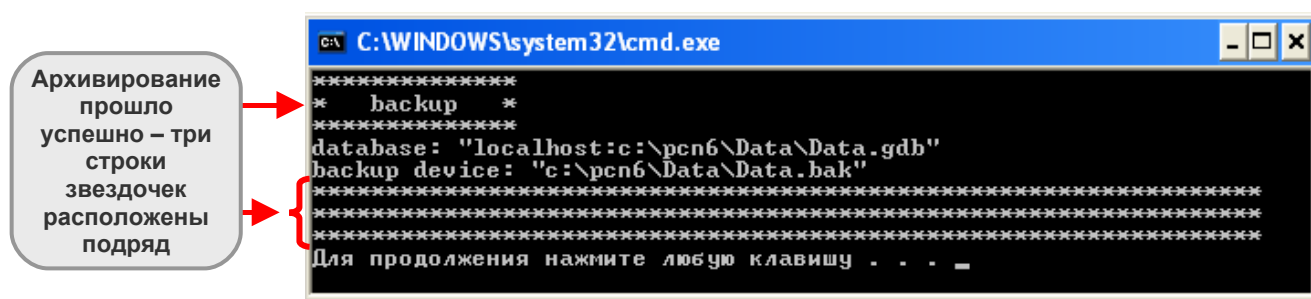 Архивирование
прошло
успешно – три
строки
звездочек
расположены
подряд
C:\WINDOWS\system32\cmd.exe
**************
*   backup   *
**************
database: "localhost:c:\pcn6\Data\Data.gdb"
backup device: "c:\pcn6\Data\Data.bak"
*****************************************************************
*****************************************************************
*****************************************************************
Для продолжения нажмите любую клавишу . . . _